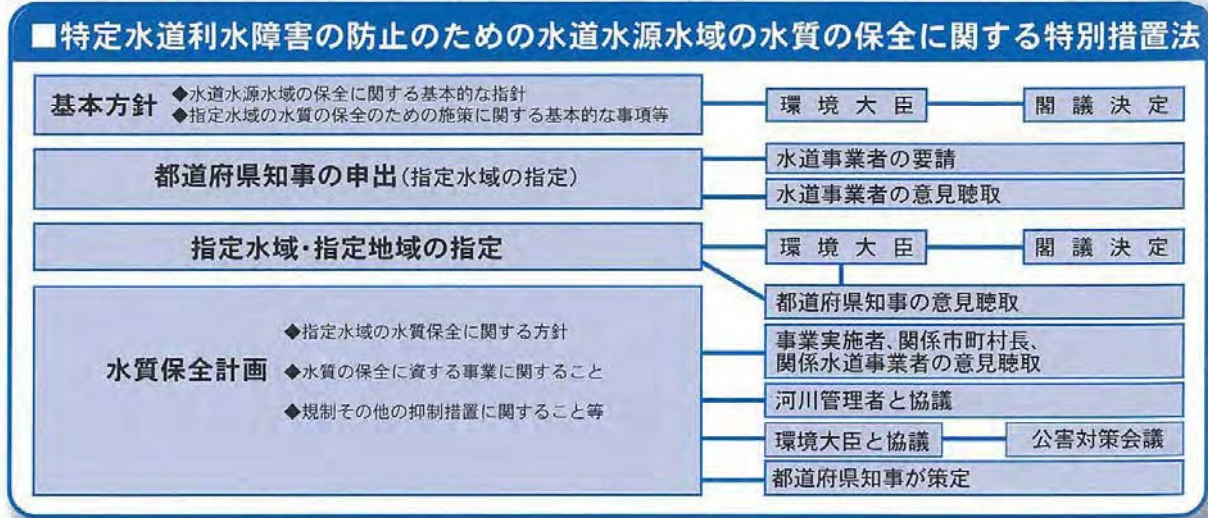 ■特定水道利水障害の防止のための水道水源水域の水質の保全に関する特別措置法
基本方針
◆水道水源水域の保全に関する基本的な指針
◆指定水域の水質の保全のための施策に関する基本的な事項等
環境大臣
閣議決定
都道府県知事の申出(指定水域の指定)
水道事業者の要請
水道事業者の意見聴取
指定水域・指定地域の指定
環境大臣
閣議決定
都道府県知事の意見聴取
水質保全計画
◆指定水域の水質保全に関する方針
◆水質の保全に資する事業に関すること
◆規制その他の抑制措置に関すること等
事業実施者、関係市町村長、
関係水道事業者の意見聴取
河川管理者と協議
環境大臣と協議
公害対策会議
都道府県知事が策定